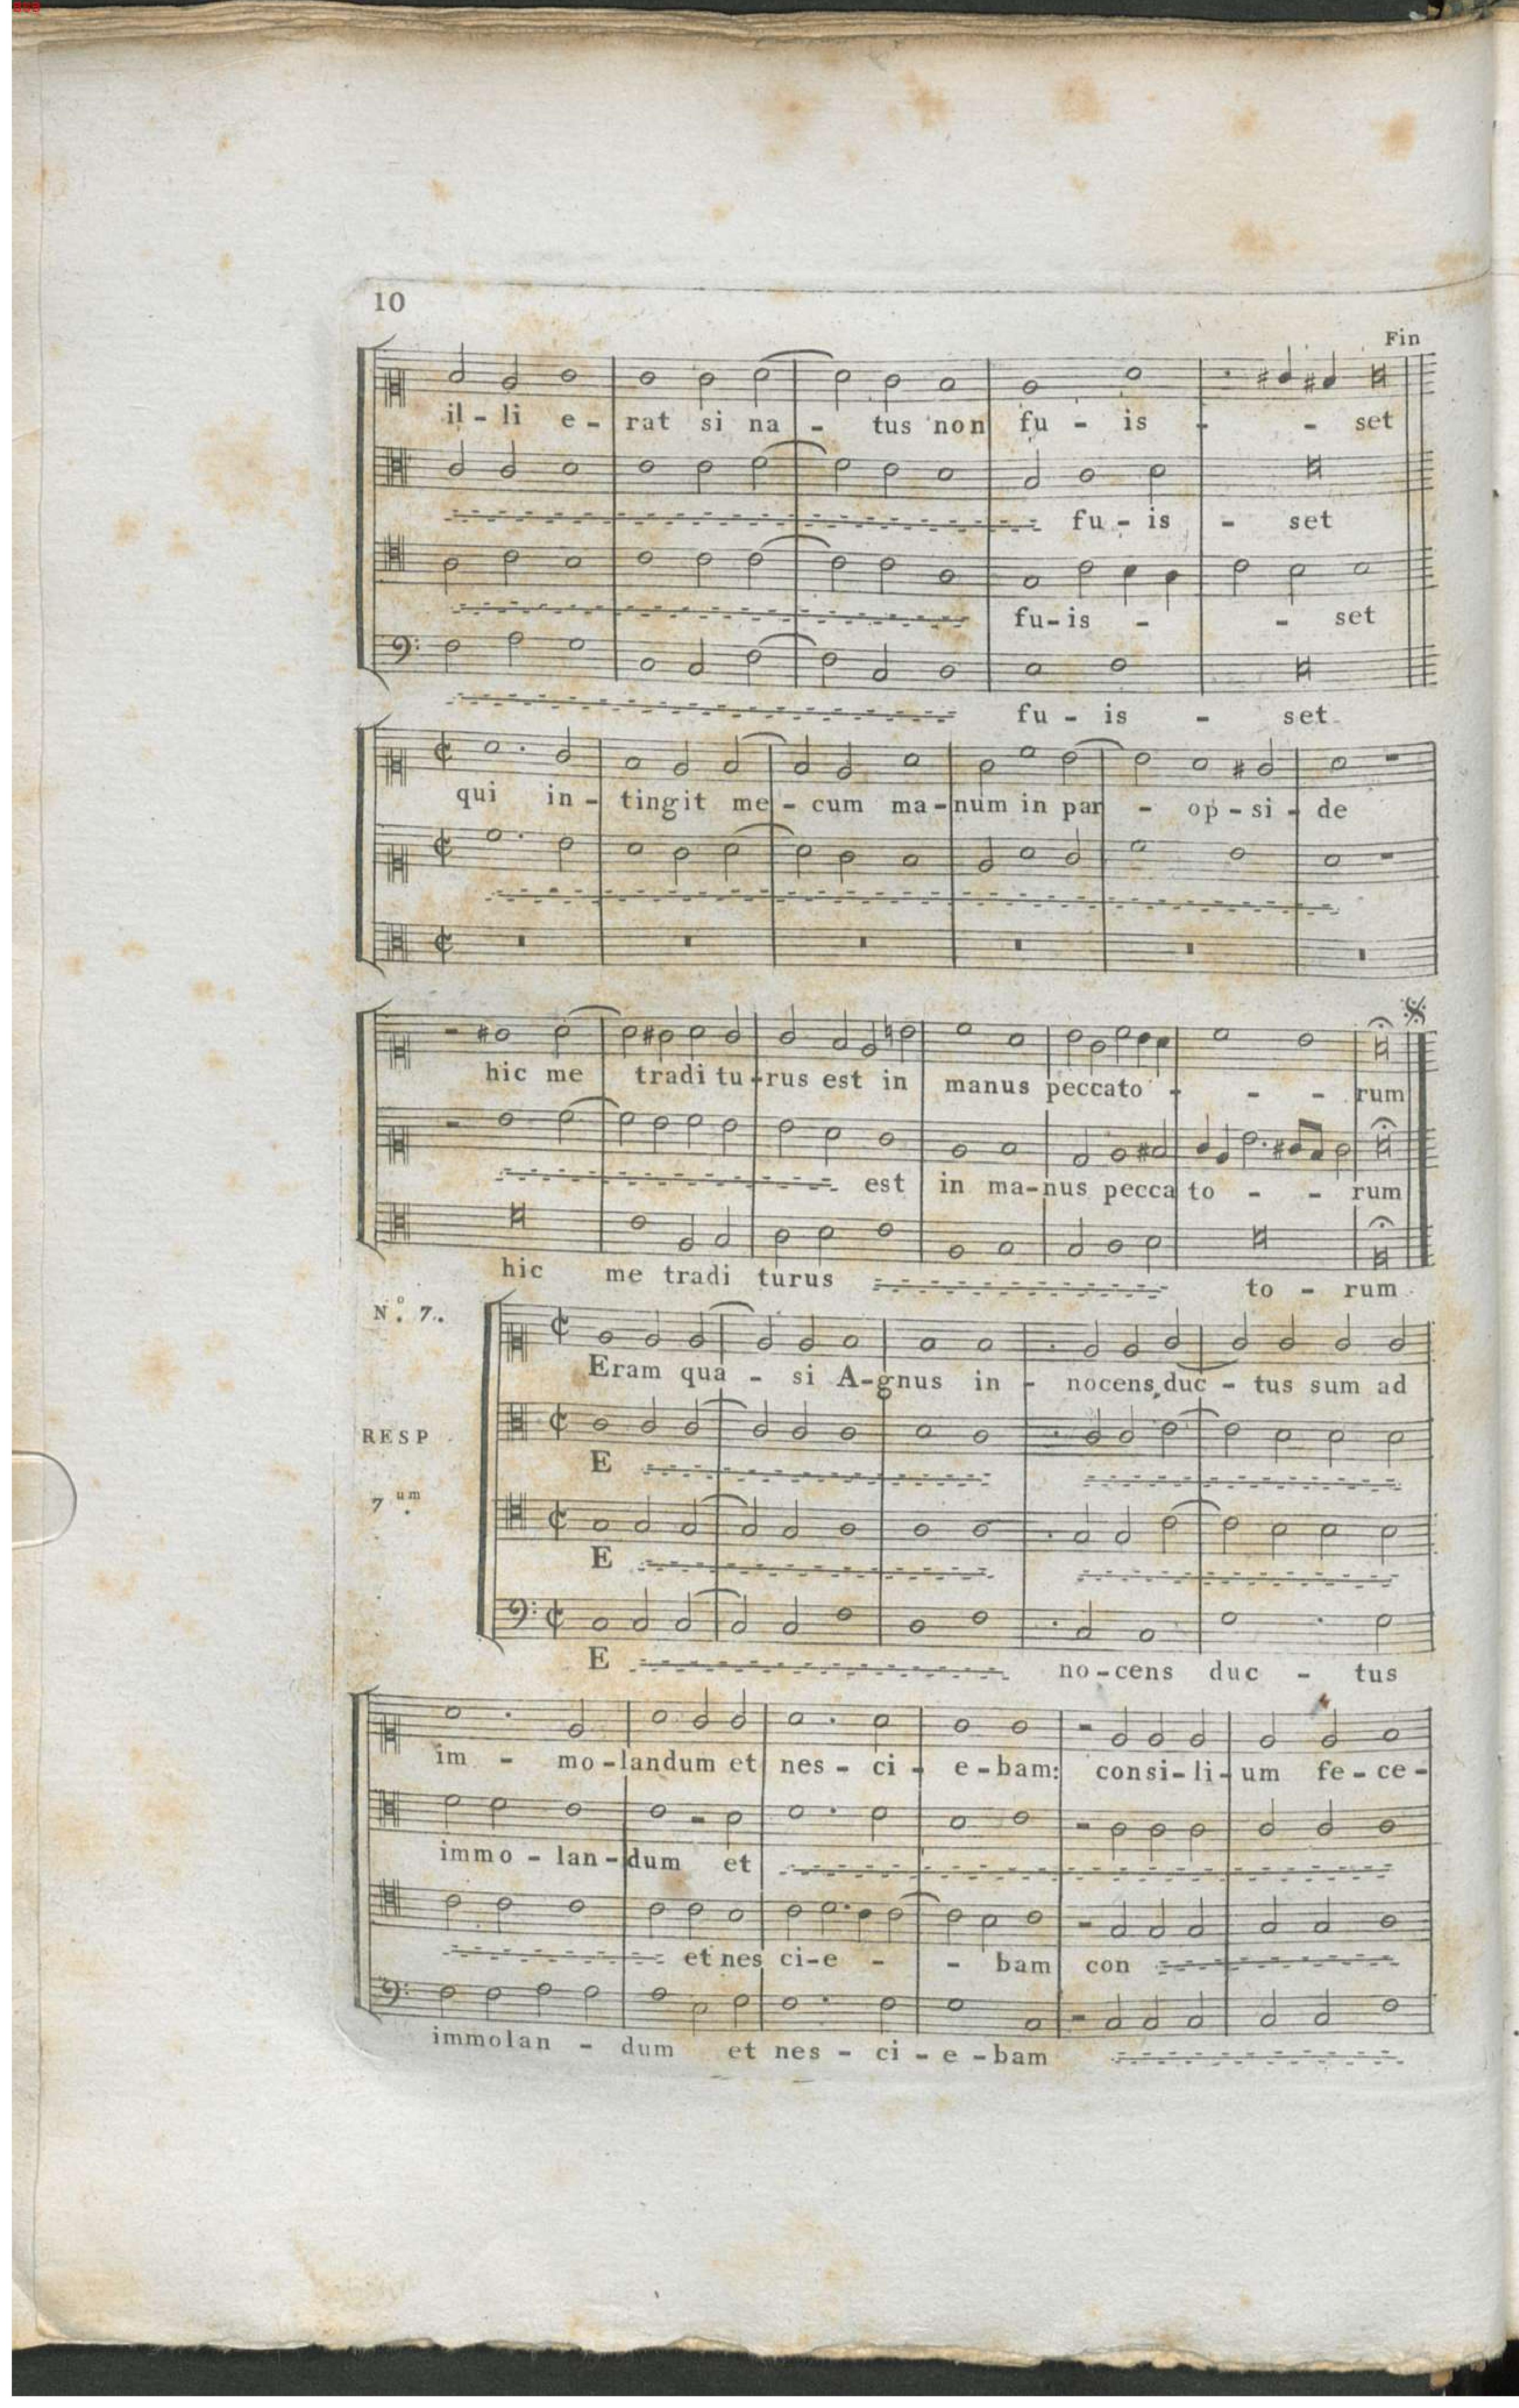 10
Fin
il - li e - rat si na - tus non fu - is - - set
fu - is - set
fu - is - - set
fu - is - set
qui in - tingit me - cum ma - num in par - op - si - de
hic me tradi tu - rus est in manus peccato - - - rum
est in ma - nus pecca to - - rum
hic me tradi turus to - rum
Nº. 7.
Eram qua - si A - gnus in - nocens, duc - tus sum ad
RESP
E
7 um.
E
E no - cens duc - tus
im - mo - landum et nes - ci - e - bam: consi - li - um fe - ce -
immo - lan - dum et
et nes ci - e - - bam con
immolan - dum et nes - ci - e - bam